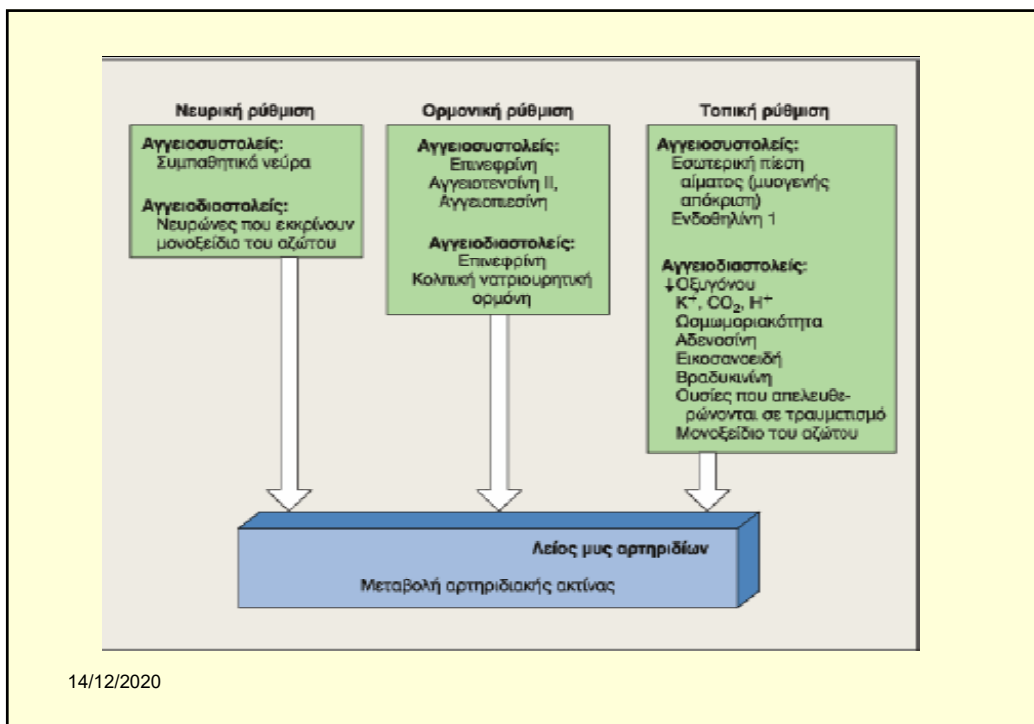 Νευρική ρύθμιση
Αγγειοσυστολείς:
Συμπαθητικά νεύρα
Αγγειοδιαστολείς:
Νευρώνες που εκκρίνουν
μονοξείδιο του αζώτου
Ορμονική ρύθμιση
Αγγειοσυστολείς:
Επινεφρίνη
Αγγειοτενσίνη ΙΙ,
Αγγειοπιεσίνη
Αγγειοδιαστολείς:
Επινεφρίνη
Κολπική νατριουρητική
ορμόνη
Τοπική ρύθμιση
Αγγειοσυστολείς:
Εσωτερική πίεση
αίματος (μυογενής
απόκριση)
Ενδοθηλίνη 1
Αγγειοδιαστολείς:
↓Οξυγόνου
K⁺, CO₂, H⁺
Ωσμωμοριακότητα
Αδενοσίνη
Εικοσανοειδή
Βραδυκινίνη
Ουσίες που απελευθε-
ρώνονται σε τραυματισμό
Μονοξείδιο του αζώτου
Λείος μυς αρτηριδίων
Μεταβολή αρτηριδιακής ακτίνας
14/12/2020